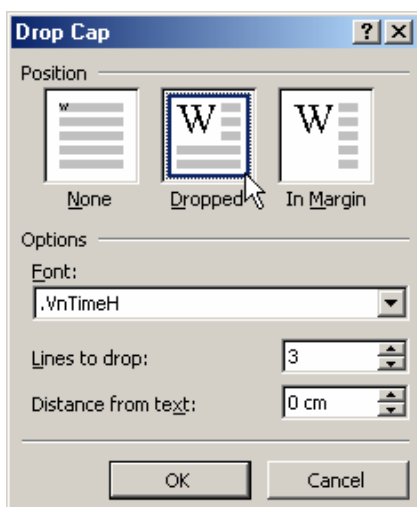 Drop Cap
Position
W W W
None Dropped In Margin
Options
Font:
.VnTimeH
Lines to drop: 3
Distance from text: 0 cm
OK Cancel